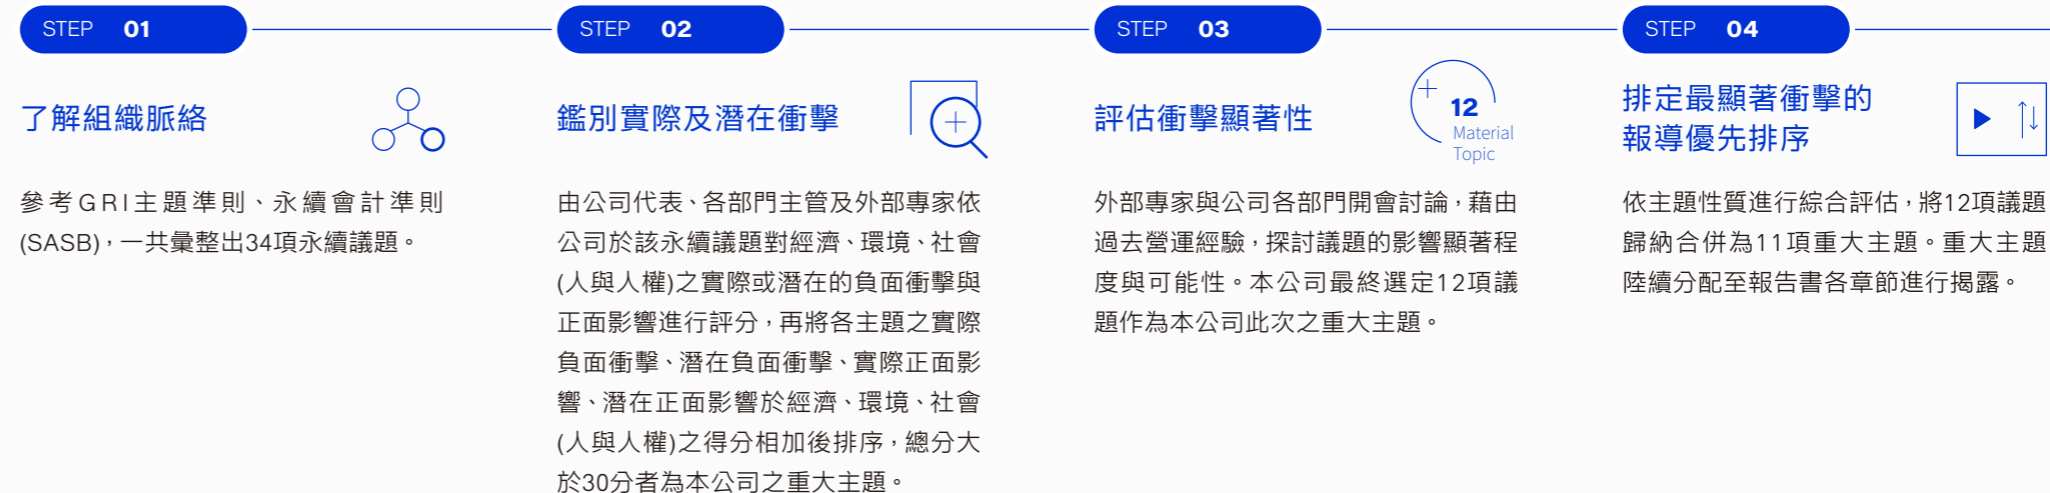 STEP 01
了解組織脈絡
參考GRI主題準則、永續會計準則
(SASB)，一共彙整出34項永續議題。
STEP 02
鑑別實際及潛在衝擊
由公司代表、各部門主管及外部專家依
公司於該永續議題對經濟、環境、社會
(人與人權)之實際或潛在的負面衝擊與
正面影響進行評分，再將各主題之實際
負面衝擊、潛在負面衝擊、實際正面影
響、潛在正面影響於經濟、環境、社會
(人與人權)之得分相加後排序，總分大
於30分者為本公司之重大主題。
STEP 03
評估衝擊顯著性
12
Material
Topic
外部專家與公司各部門開會討論，藉由
過去營運經驗，探討議題的影響顯著程
度與可能性。本公司最終選定12項議
題作為本公司此次之重大主題。
STEP 04
排定最顯著衝擊的
報導優先排序
依主題性質進行綜合評估，將12項議題
歸納合併為11項重大主題。重大主題
陸續分配至報告書各章節進行揭露。